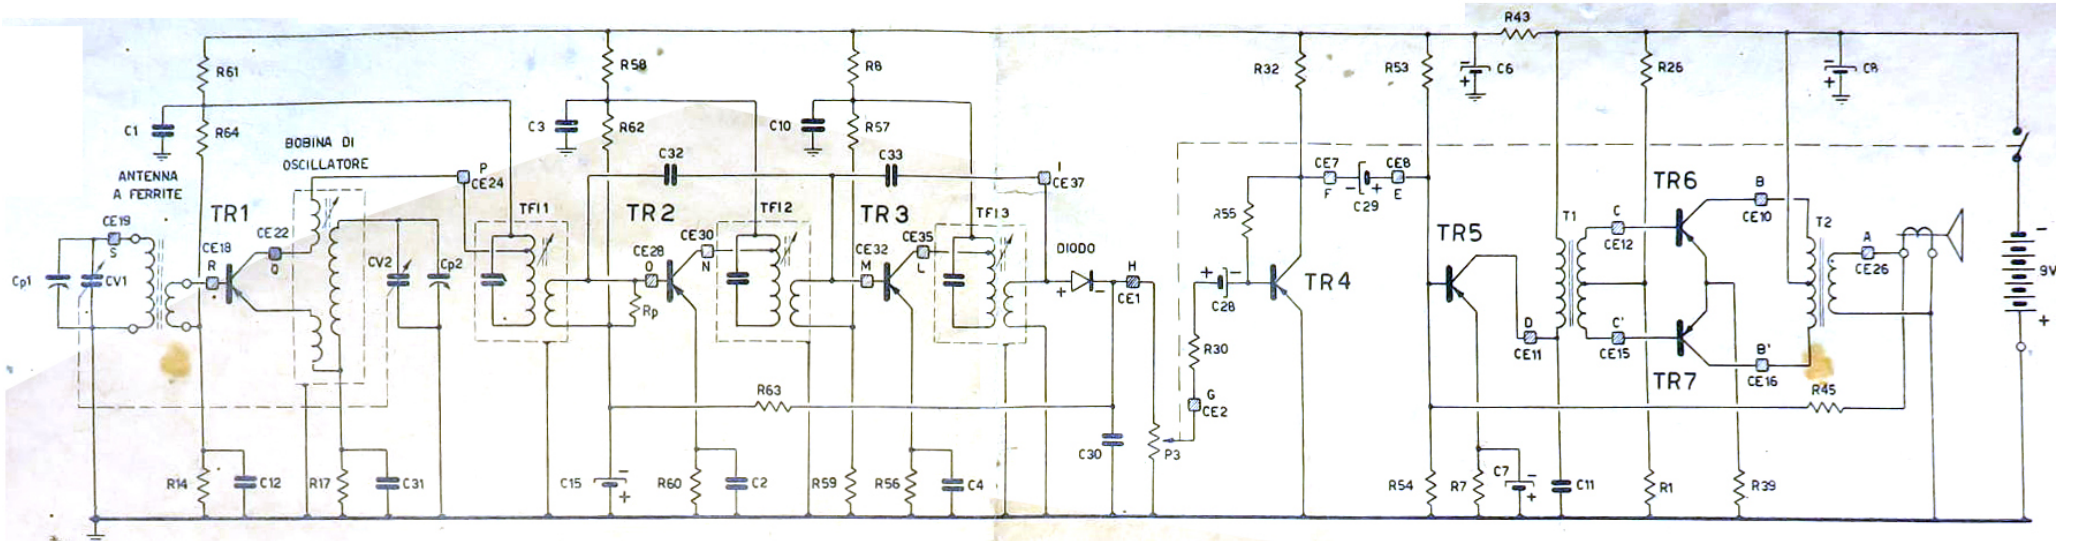 R43
R61
R58
R8
R32
R53
C6
R26
C8
C1
R64
C3
R62
C10
R57
BOBINA DI
OSCILLATORE
ANTENNA
A FERRITE
P
CE24
C32
C33
I
CE37
CE7
F
C29
CE8
E
TR6
B
CE10
TR1
TFI1
TR2
TFI2
TR3
TFI3
R55
T1
C
CE12
T2
CE19
S
CE18
R
CE22
Q
CE28
O
CE30
N
CE32
M
CE35
L
DIODO
TR5
A
CE26
Cp1
CV1
CV2
Cp2
Rp
H
CE1
C28
TR4
9V
D
CE11
C'
CE15
TR7
B'
CE16
R30
G
CE2
R63
R45
C30
P3
R14
C12
R17
C31
C15
R60
C2
R59
R56
C4
R54
R7
C7
C11
R1
R39